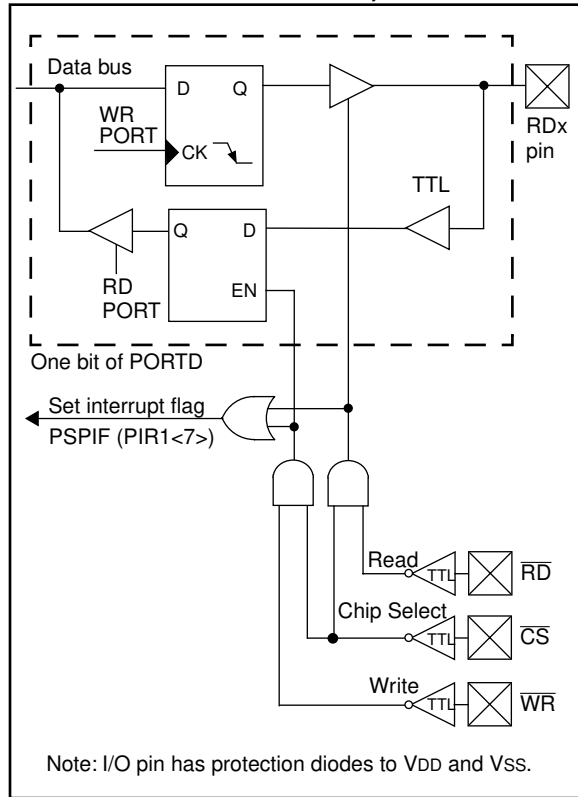 Data bus
D Q
WR
PORT
CK
RDx
pin
TTL
Q D
RD
PORT
EN
One bit of PORTD
Set interrupt flag
PSPIF (PIR1<7>)
Read
TTL
RD
Chip Select
TTL
CS
Write
TTL
WR
Note: I/O pin has protection diodes to VDD and VSS.